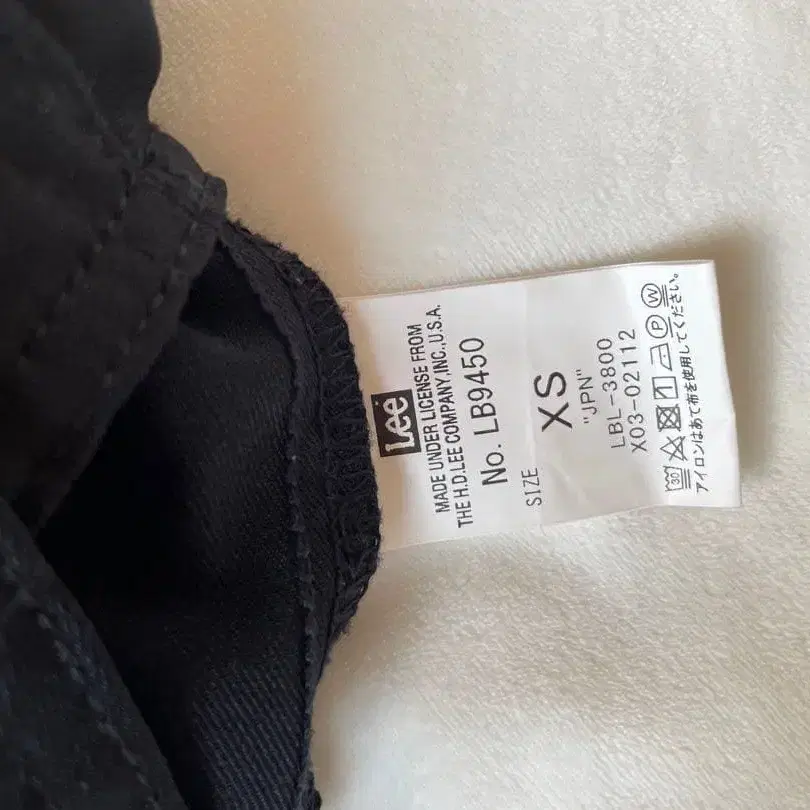 Lee
MADE UNDER LICENSE FROM
THE H.D.LEE COMPANY,INC.,U.S.A.
No. LB9450
SIZE
XS
"JPN"
LBL-3800
X03-02112
30 P W
アイロンはあて布を使用してください。